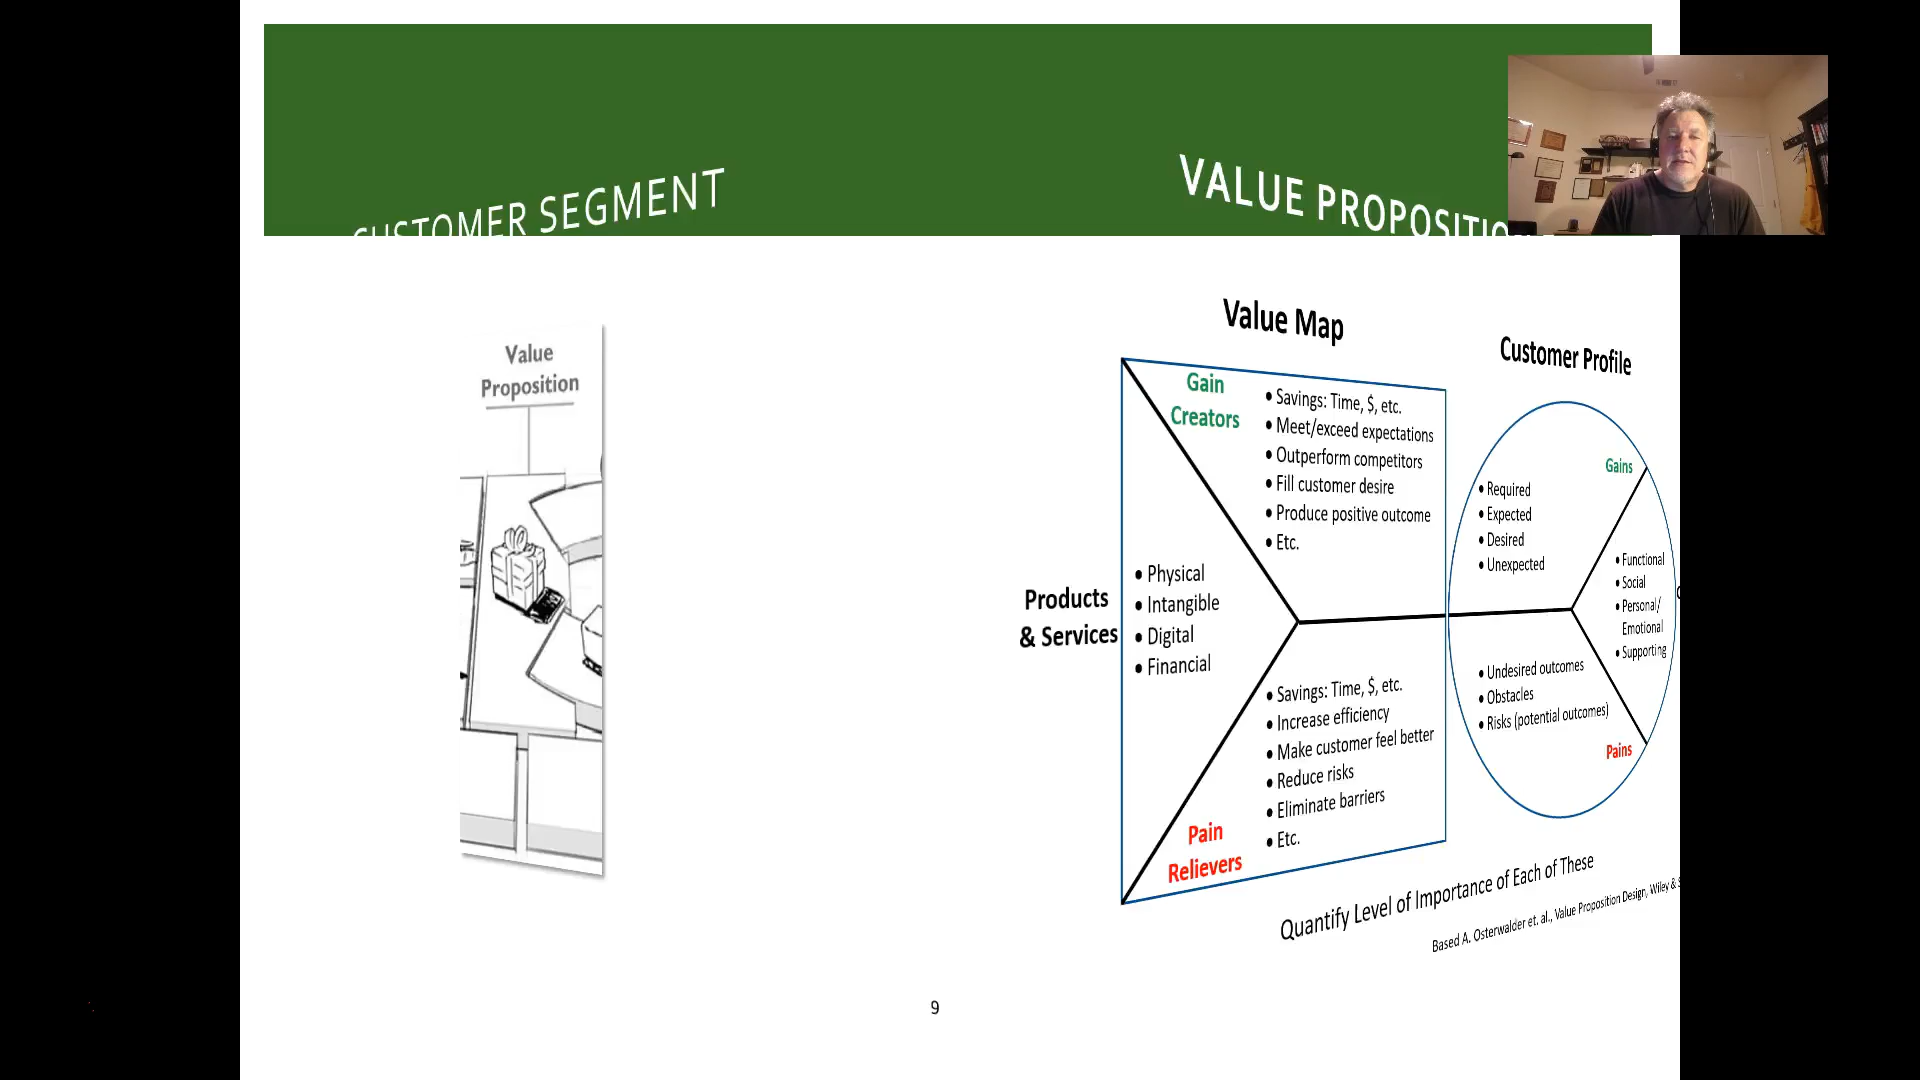 CUSTOMER SEGMENT
VALUE
Value
Proposition
Value Map
Customer Profile
Gain
Creators
• Savings: Time, $, etc.
• Meet/exceed expectations
• Outperform competitors
• Fill customer desire
• Produce positive outcome
• Etc.
Products
& Services
• Physical
• Intangible
• Digital
• Financial
• Savings: Time, $, etc.
• Increase efficiency
• Make customer feel better
• Reduce risks
• Eliminate barriers
• Etc.
Pain
Relievers
Gains
• Required
• Expected
• Desired
• Unexpected
• Functional
• Social
• Personal/
Emotional
• Supporting
• Undesired outcomes
• Obstacles
• Risks (potential outcomes)
Pains
Quantify Level of Importance of Each of These
Based A. Osterwalder et. al., Value Proposition Design, Wiley &
9